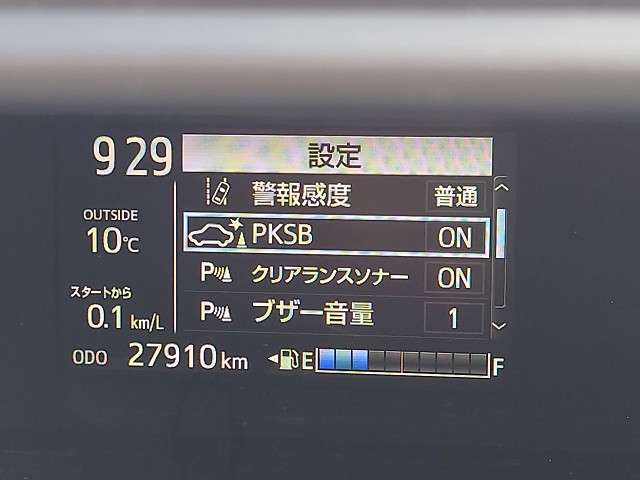 9 29
設定
警報感度 普通
OUTSIDE
10℃
PKSB ON
P クリアランスソナー ON
スタートから
0.1 km/L
P ブザー音量 1
ODO 27910 km
E F